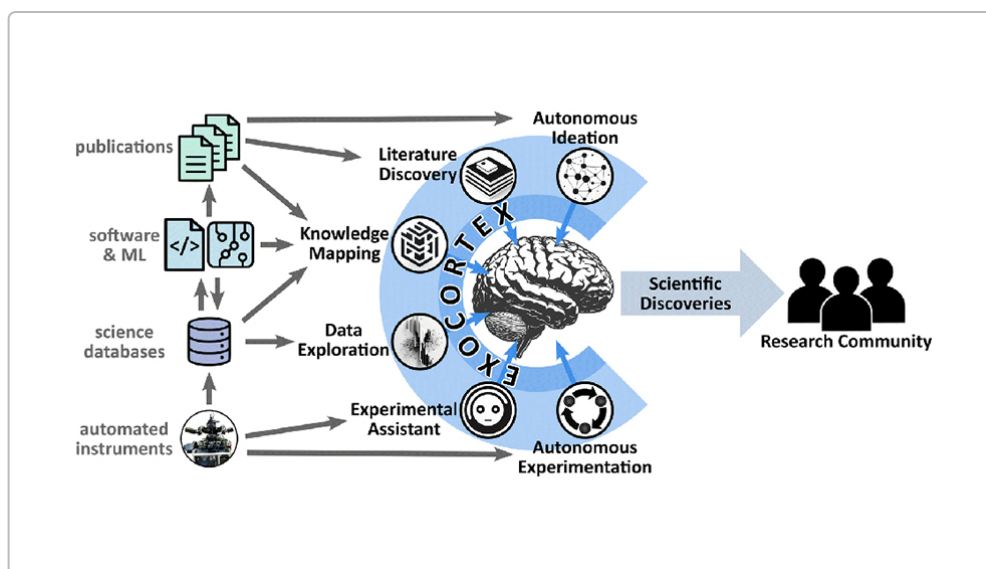 publications
software
& ML
science
databases
automated
instruments
Autonomous
Ideation
Literature
Discovery
Knowledge
Mapping
Data
Exploration
Experimental
Assistant
Autonomous
Experimentation
EXOCORTEX
</>
Scientific
Discoveries
Research Community